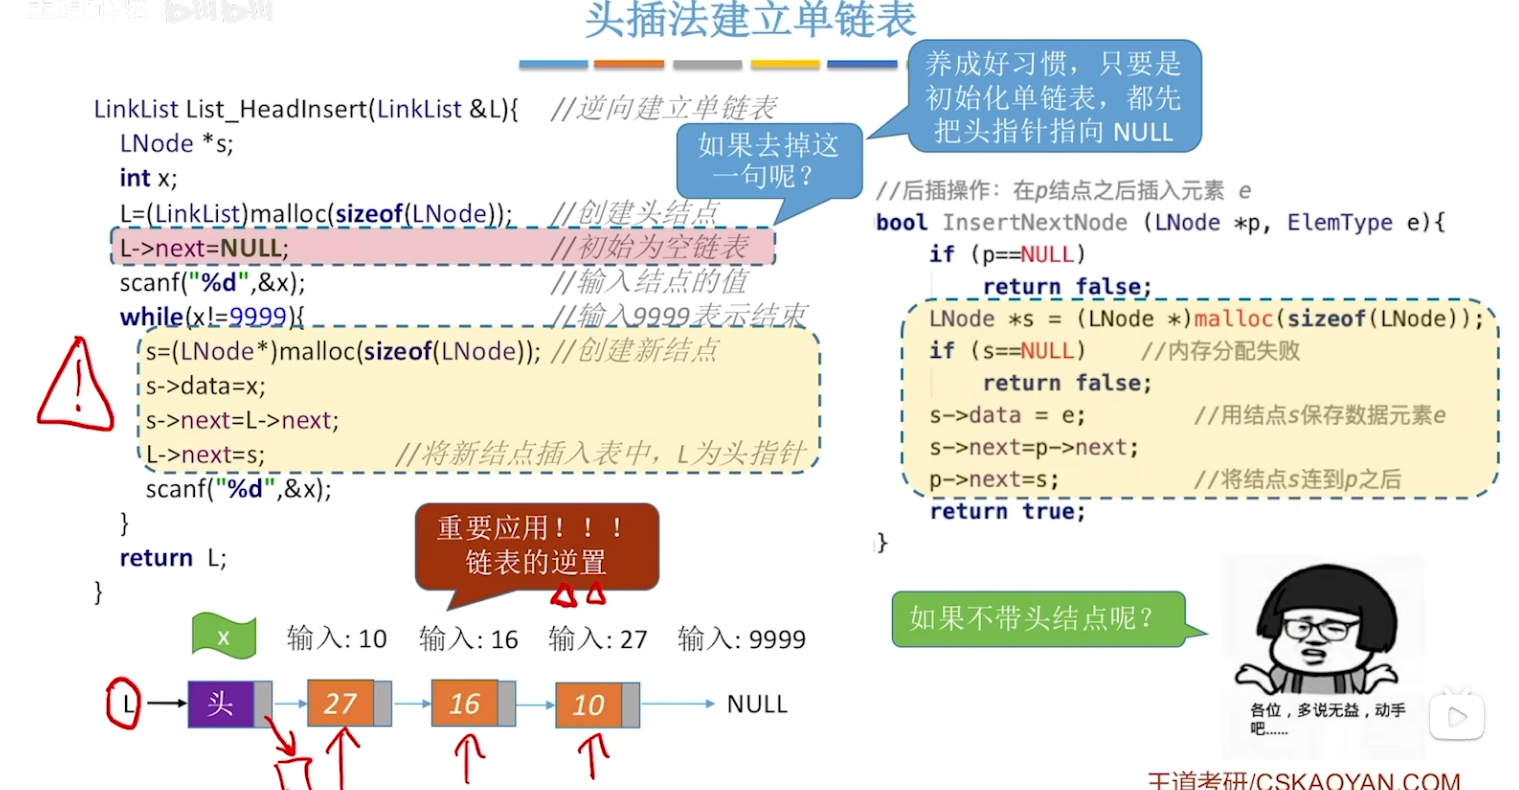 头插法建立单链表
养成好习惯，只要是
初始化单链表，都先
把头指针指向 NULL
LinkList List_HeadInsert(LinkList &L){ //逆向建立单链表
LNode *s;
int x;
L=(LinkList)malloc(sizeof(LNode)); //创建头结点
L->next=NULL; //初始为空链表
scanf("%d",&x); //输入结点的值
while(x!=9999){ //输入9999表示结束
s=(LNode*)malloc(sizeof(LNode)); //创建新结点
s->data=x;
s->next=L->next;
L->next=s; //将新结点插入表中，L为头指针
scanf("%d",&x);
}
return L;
}
如果去掉这
一句呢？
//后插操作：在p结点之后插入元素 e
bool InsertNextNode (LNode *p, ElemType e){
if (p==NULL)
return false;
LNode *s = (LNode *)malloc(sizeof(LNode));
if (s==NULL) //内存分配失败
return false;
s->data = e; //用结点s保存数据元素e
s->next=p->next;
p->next=s; //将结点s连到p之后
return true;
}
!
重要应用！！！
链表的逆置
x 输入: 10 输入: 16 输入: 27 输入: 9999
L 头 27 16 10 NULL
如果不带头结点呢？
各位，多说无益，动手
吧……
王道考研/CSKAOYAN.COM